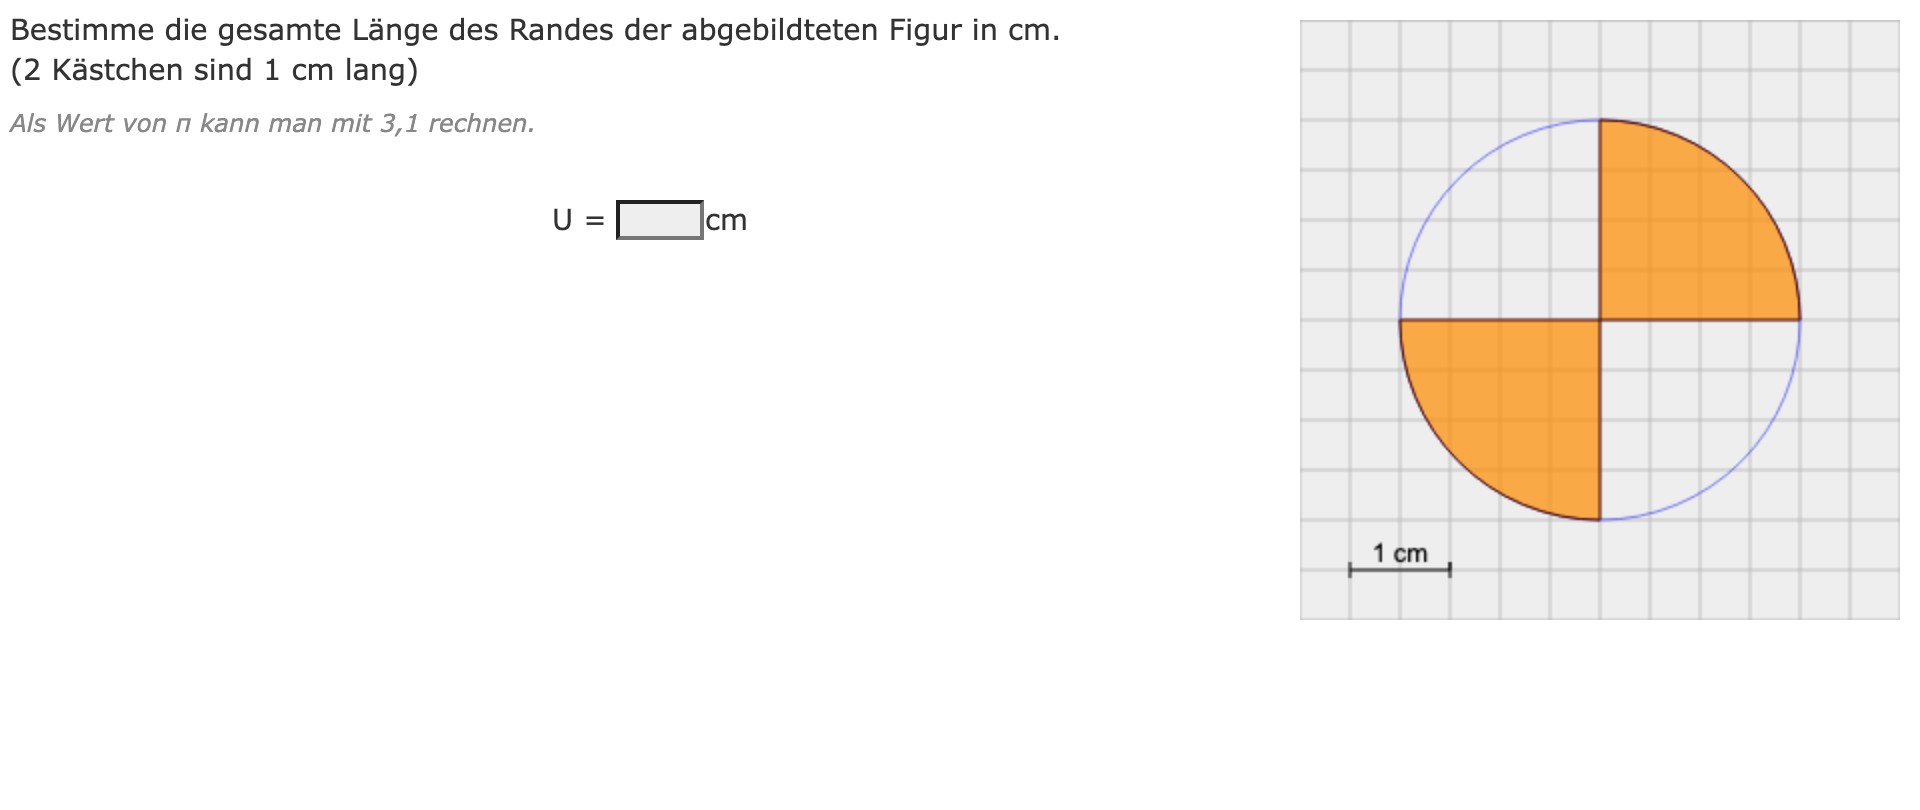 Bestimme die gesamte Länge des Randes der abgebildteten Figur in cm.
(2 Kästchen sind 1 cm lang)
Als Wert von π kann man mit 3,1 rechnen.
U = cm
1 cm